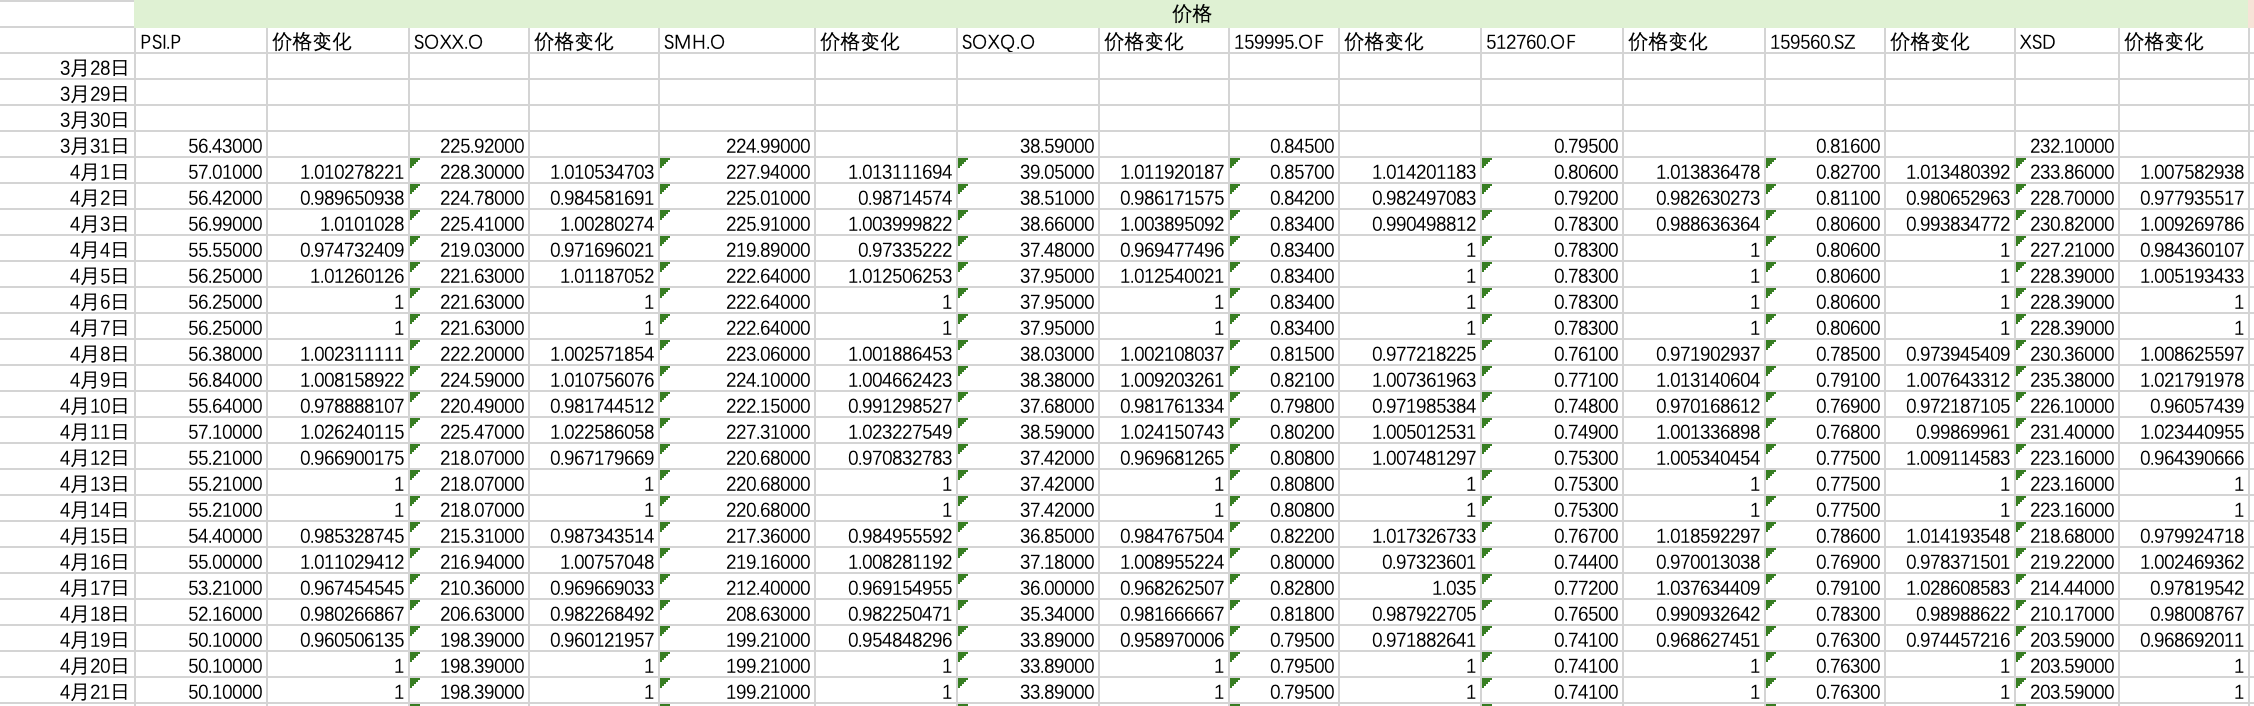 价格
PSI.P 价格变化 SOXX.O 价格变化 SMH.O 价格变化 SOXQ.O 价格变化 159995.OF 价格变化 512760.OF 价格变化 159560.SZ 价格变化 XSD 价格变化
3月28日
3月29日
3月30日
3月31日 56.43000 225.92000 224.99000 38.59000 0.84500 0.79500 0.81600 232.10000
4月1日 57.01000 1.010278221 228.30000 1.010534703 227.94000 1.013111694 39.05000 1.011920187 0.85700 1.014201183 0.80600 1.013836478 0.82700 1.013480392 233.86000 1.007582938
4月2日 56.42000 0.989650938 224.78000 0.984581691 225.01000 0.98714574 38.51000 0.986171575 0.84200 0.982497083 0.79200 0.982630273 0.81100 0.980652963 228.70000 0.977935517
4月3日 56.99000 1.0101028 225.41000 1.00280274 225.91000 1.003999822 38.66000 1.003895092 0.83400 0.990498812 0.78300 0.988636364 0.80600 0.993834772 230.82000 1.009269786
4月4日 55.55000 0.974732409 219.03000 0.971696021 219.89000 0.97335222 37.48000 0.969477496 0.83400 1 0.78300 1 0.80600 1 227.21000 0.984360107
4月5日 56.25000 1.01260126 221.63000 1.01187052 222.64000 1.012506253 37.95000 1.012540021 0.83400 1 0.78300 1 0.80600 1 228.39000 1.005193433
4月6日 56.25000 1 221.63000 1 222.64000 1 37.95000 1 0.83400 1 0.78300 1 0.80600 1 228.39000 1
4月7日 56.25000 1 221.63000 1 222.64000 1 37.95000 1 0.83400 1 0.78300 1 0.80600 1 228.39000 1
4月8日 56.38000 1.002311111 222.20000 1.002571854 223.06000 1.001886453 38.03000 1.002108037 0.81500 0.977218225 0.76100 0.971902937 0.78500 0.973945409 230.36000 1.008625597
4月9日 56.84000 1.008158922 224.59000 1.010756076 224.10000 1.004662423 38.38000 1.009203261 0.82100 1.007361963 0.77100 1.013140604 0.79100 1.007643312 235.38000 1.021791978
4月10日 55.64000 0.978888107 220.49000 0.981744512 222.15000 0.991298527 37.68000 0.981761334 0.79800 0.971985384 0.74800 0.970168612 0.76900 0.972187105 226.10000 0.96057439
4月11日 57.10000 1.026240115 225.47000 1.022586058 227.31000 1.023227549 38.59000 1.024150743 0.80200 1.005012531 0.74900 1.001336898 0.76800 0.99869961 231.40000 1.023440955
4月12日 55.21000 0.966900175 218.07000 0.967179669 220.68000 0.970832783 37.42000 0.969681265 0.80800 1.007481297 0.75300 1.005340454 0.77500 1.009114583 223.16000 0.964390666
4月13日 55.21000 1 218.07000 1 220.68000 1 37.42000 1 0.80800 1 0.75300 1 0.77500 1 223.16000 1
4月14日 55.21000 1 218.07000 1 220.68000 1 37.42000 1 0.80800 1 0.75300 1 0.77500 1 223.16000 1
4月15日 54.40000 0.985328745 215.31000 0.987343514 217.36000 0.984955592 36.85000 0.984767504 0.82200 1.017326733 0.76700 1.018592297 0.78600 1.014193548 218.68000 0.979924718
4月16日 55.00000 1.011029412 216.94000 1.00757048 219.16000 1.008281192 37.18000 1.008955224 0.80000 0.97323601 0.74400 0.970013038 0.76900 0.978371501 219.22000 1.002469362
4月17日 53.21000 0.967454545 210.36000 0.969669033 212.40000 0.969154955 36.00000 0.968262507 0.82800 1.035 0.77200 1.037634409 0.79100 1.028608583 214.44000 0.97819542
4月18日 52.16000 0.980266867 206.63000 0.982268492 208.63000 0.982250471 35.34000 0.981666667 0.81800 0.987922705 0.76500 0.990932642 0.78300 0.98988622 210.17000 0.98008767
4月19日 50.10000 0.960506135 198.39000 0.960121957 199.21000 0.954848296 33.89000 0.958970006 0.79500 0.971882641 0.74100 0.968627451 0.76300 0.974457216 203.59000 0.968692011
4月20日 50.10000 1 198.39000 1 199.21000 1 33.89000 1 0.79500 1 0.74100 1 0.76300 1 203.59000 1
4月21日 50.10000 1 198.39000 1 199.21000 1 33.89000 1 0.79500 1 0.74100 1 0.76300 1 203.59000 1